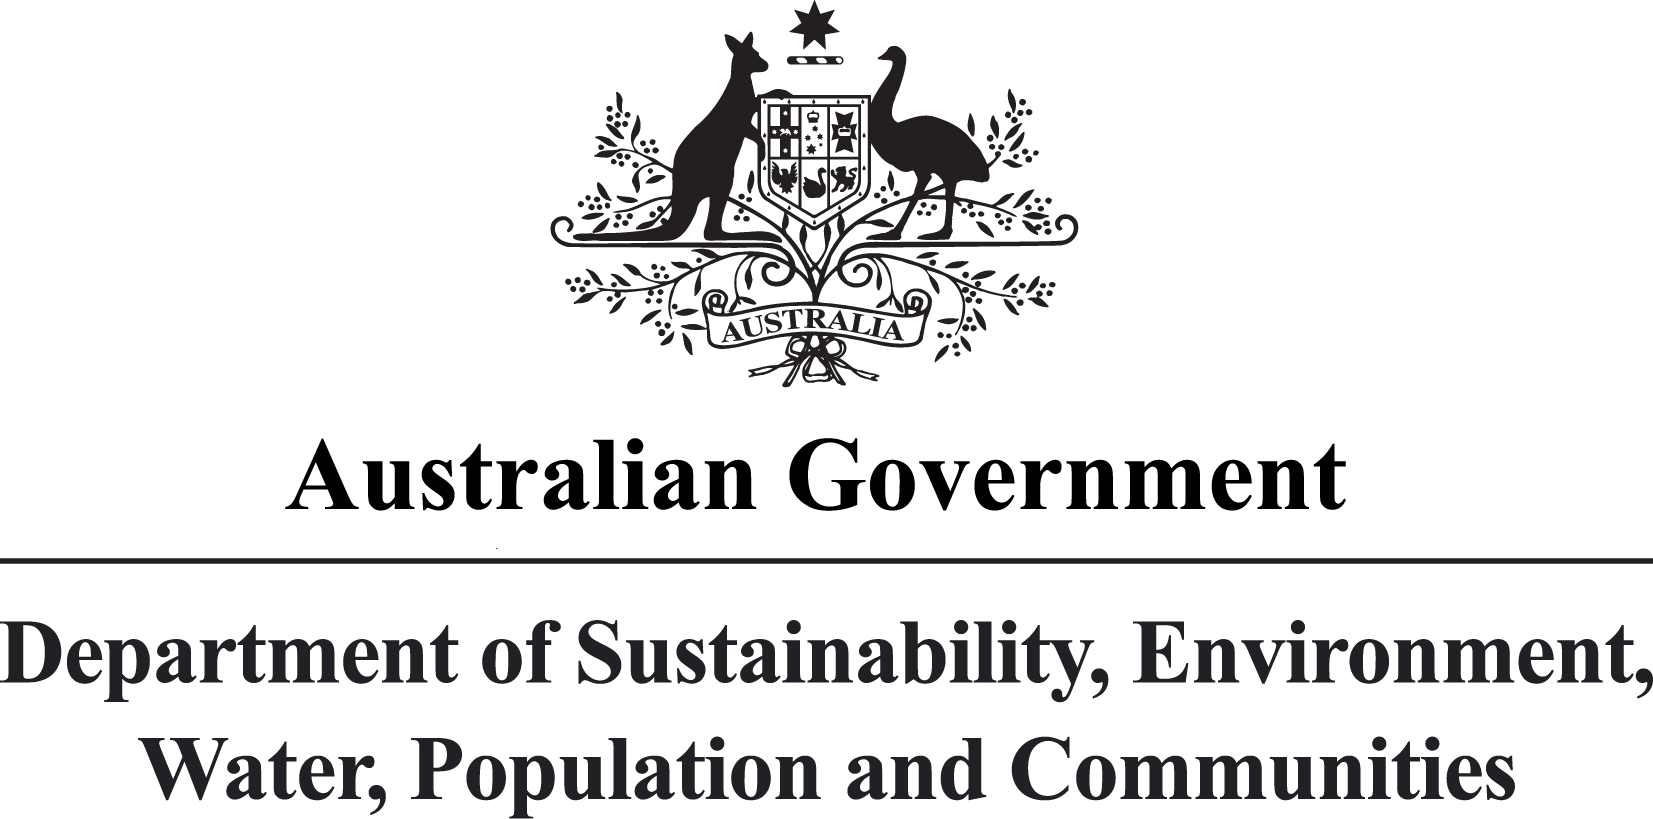 AUSTRALIA
Australian Government
Department of Sustainability, Environment,
Water, Population and Communities